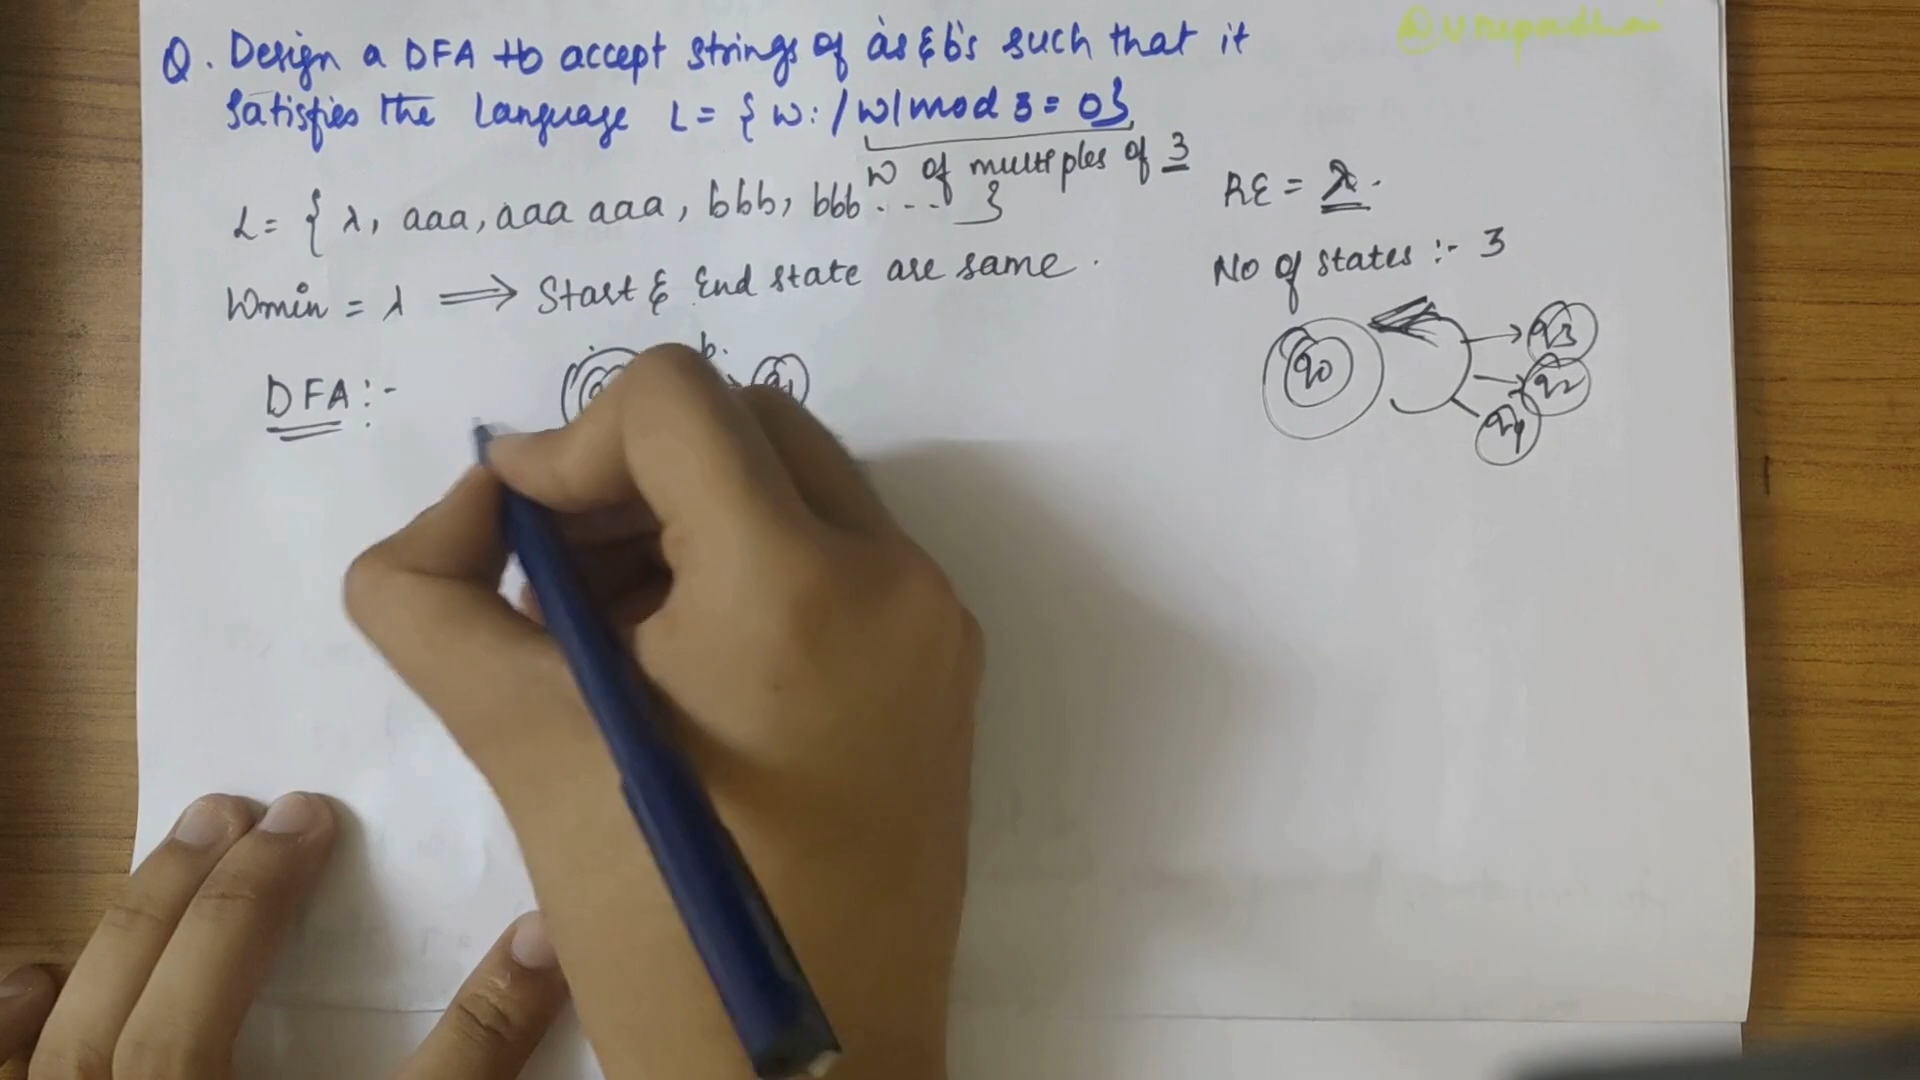 Q. Design a DFA to accept strings of a's & b's such that it
satisfies the Language L = { w : |w| mod 3 = 0}
w of multiples of 3
L = { λ, aaa, aaa aaa, bbb, bbb .... }
Wmin = λ ⟹ Start & End state are same.
RE = λ.
No of states :- 3
DFA :-
b.
q1
q0
q3
q2
q4